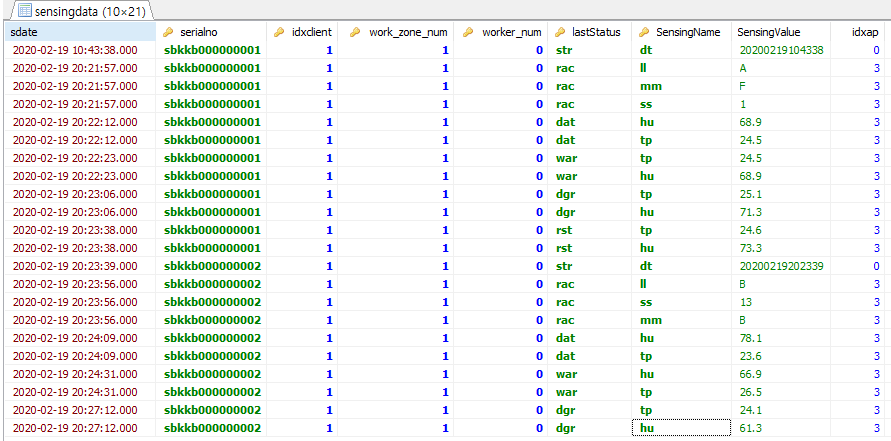 sensingdata (10×21)
sdate serialno idxclient work_zone_num worker_num lastStatus SensingName SensingValue idxap
2020-02-19 10:43:38.000 sbkkb000000001 1 1 0 str dt 20200219104338 0
2020-02-19 20:21:57.000 sbkkb000000001 1 1 0 rac ll A 3
2020-02-19 20:21:57.000 sbkkb000000001 1 1 0 rac mm F 3
2020-02-19 20:21:57.000 sbkkb000000001 1 1 0 rac ss 1 3
2020-02-19 20:22:12.000 sbkkb000000001 1 1 0 dat hu 68.9 3
2020-02-19 20:22:12.000 sbkkb000000001 1 1 0 dat tp 24.5 3
2020-02-19 20:22:23.000 sbkkb000000001 1 1 0 war tp 24.5 3
2020-02-19 20:22:23.000 sbkkb000000001 1 1 0 war hu 68.9 3
2020-02-19 20:23:06.000 sbkkb000000001 1 1 0 dgr tp 25.1 3
2020-02-19 20:23:06.000 sbkkb000000001 1 1 0 dgr hu 71.3 3
2020-02-19 20:23:38.000 sbkkb000000001 1 1 0 rst tp 24.6 3
2020-02-19 20:23:38.000 sbkkb000000001 1 1 0 rst hu 73.3 3
2020-02-19 20:23:39.000 sbkkb000000002 1 1 0 str dt 20200219202339 0
2020-02-19 20:23:56.000 sbkkb000000002 1 1 0 rac ll B 3
2020-02-19 20:23:56.000 sbkkb000000002 1 1 0 rac ss 13 3
2020-02-19 20:23:56.000 sbkkb000000002 1 1 0 rac mm B 3
2020-02-19 20:24:09.000 sbkkb000000002 1 1 0 dat hu 78.1 3
2020-02-19 20:24:09.000 sbkkb000000002 1 1 0 dat tp 23.6 3
2020-02-19 20:24:31.000 sbkkb000000002 1 1 0 war hu 66.9 3
2020-02-19 20:24:31.000 sbkkb000000002 1 1 0 war tp 26.5 3
2020-02-19 20:27:12.000 sbkkb000000002 1 1 0 dgr tp 24.1 3
2020-02-19 20:27:12.000 sbkkb000000002 1 1 0 dgr hu 61.3 3